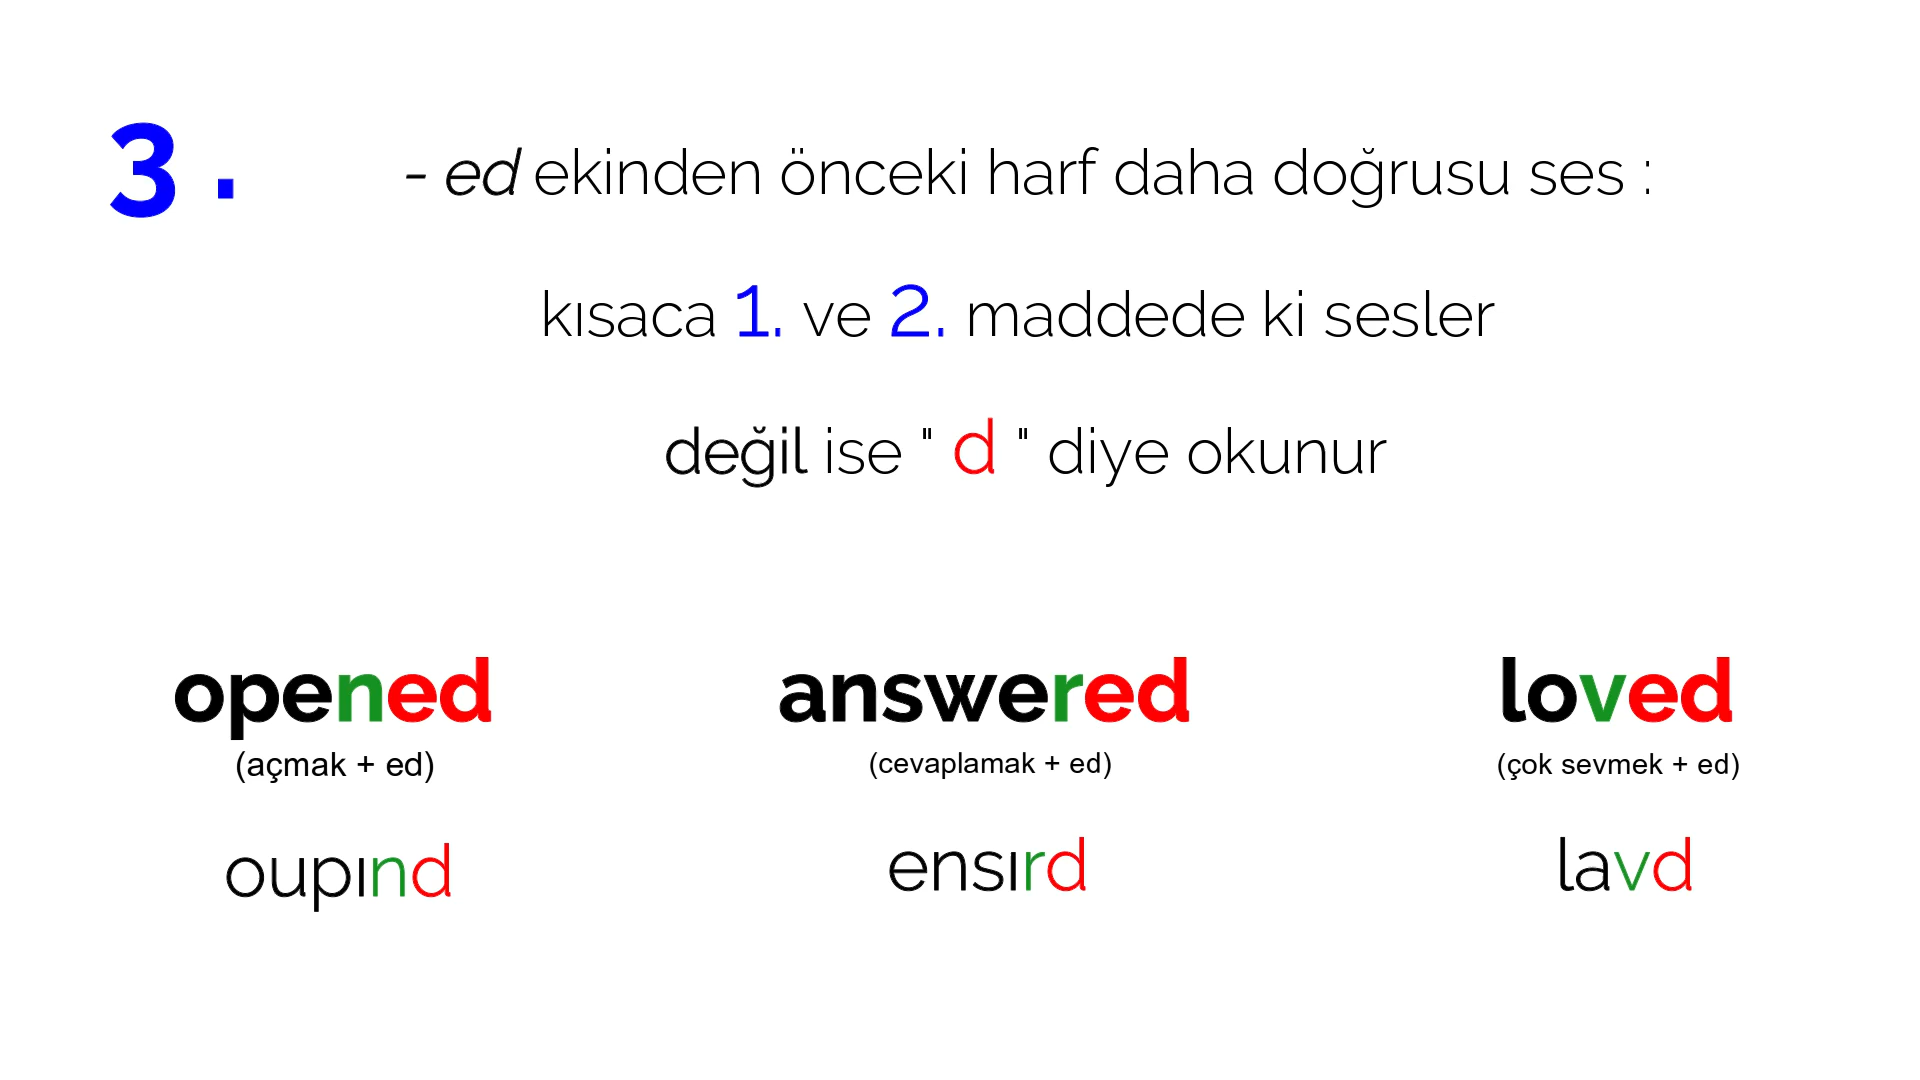 3. - ed ekinden önceki harf daha doğrusu ses :
kısaca 1. ve 2. maddede ki sesler
değil ise " d " diye okunur
opened answered loved
(açmak + ed) (cevaplamak + ed) (çok sevmek + ed)
oupınd ensırd lavd